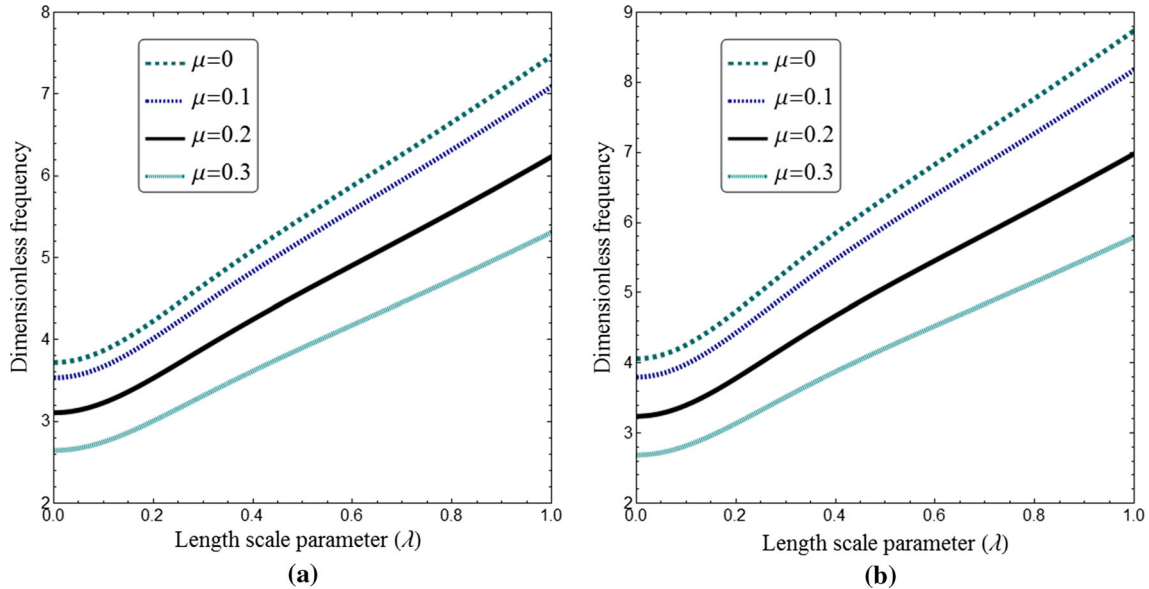 8
7
6
5
4
3
2
Dimensionless frequency
μ=0
μ=0.1
μ=0.2
μ=0.3
0.0 0.2 0.4 0.6 0.8 1.0
Length scale parameter (λ)
(a)
9
8
7
6
5
4
3
2
Dimensionless frequency
μ=0
μ=0.1
μ=0.2
μ=0.3
0.0 0.2 0.4 0.6 0.8 1.0
Length scale parameter (λ)
(b)